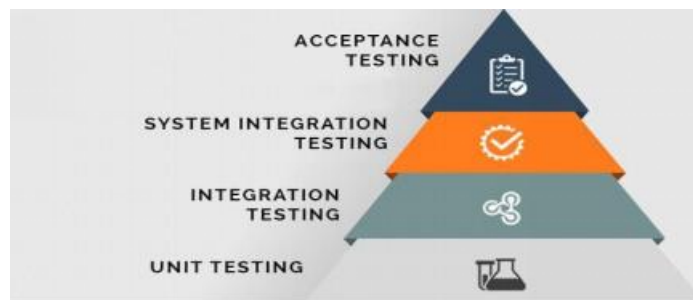 ACCEPTANCE
TESTING
SYSTEM INTEGRATION
TESTING
INTEGRATION
TESTING
UNIT TESTING